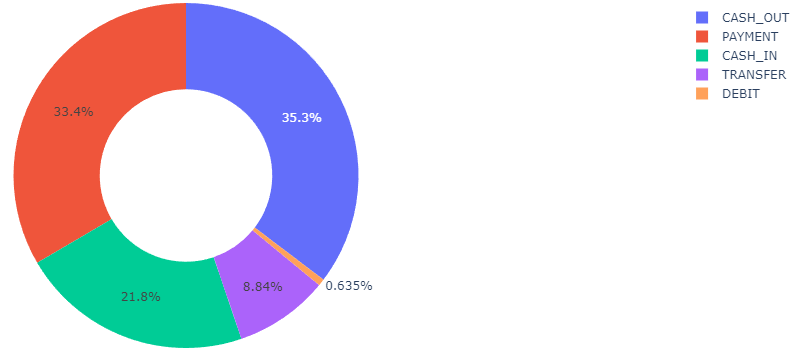 CASH_OUT
PAYMENT
CASH_IN
TRANSFER
DEBIT
33.4%
35.3%
0.635%
8.84%
21.8%